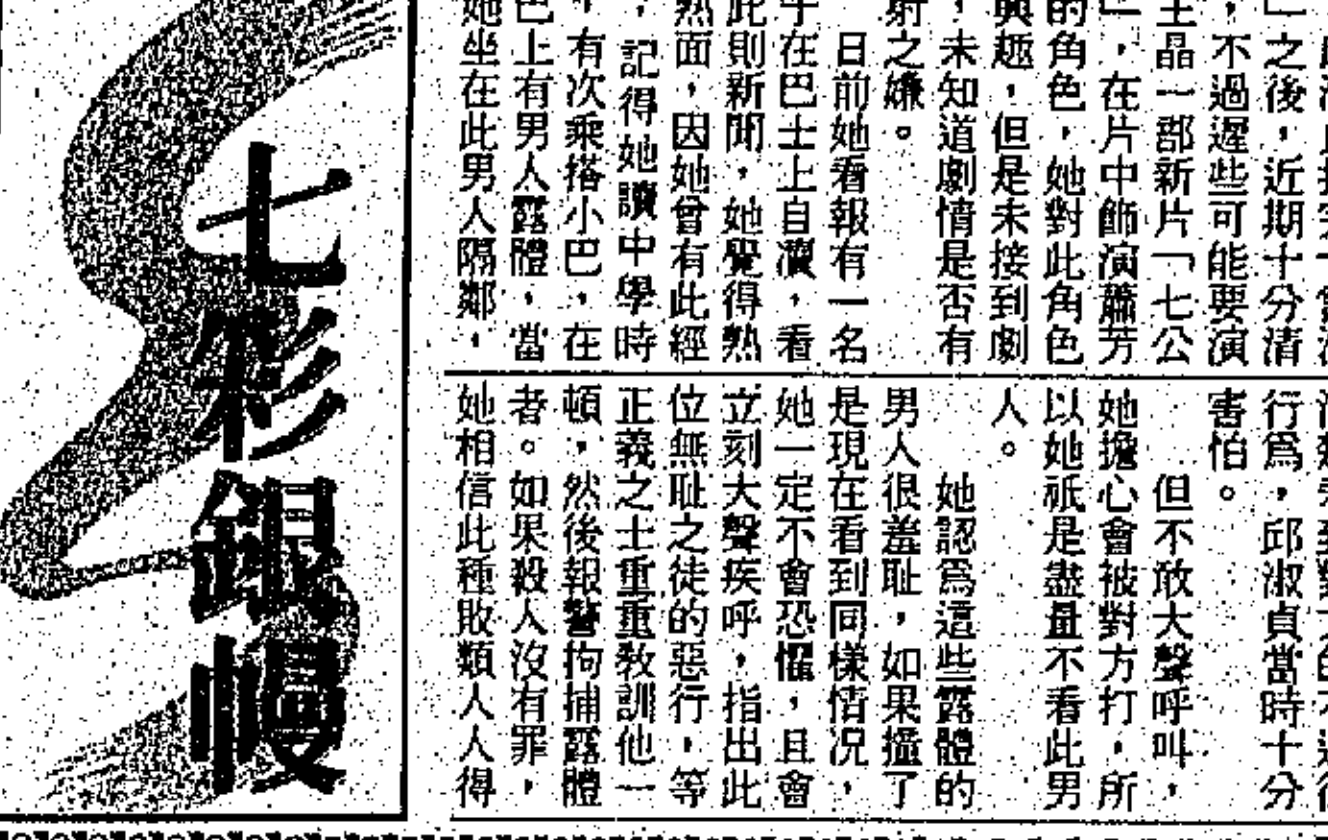 」之後，近期十分清
，不過遲些可能要演
王晶一部新片「七公
」，在片中飾演蕭芳
的角色，她對此角色
興趣，但是未接到劇
，未知道劇情是否有
射之嫌。
日前她看報有一名
子在巴士上自瀆，看
此則新聞，她覺得熟
熟面，因她曾有此經
，記得她讀中學時
，有次乘搭小巴，在
巴上有男人露體，當
她坐在此男人隔鄰，
行為，邱淑貞當時十分
害怕。
但不敢大聲呼叫，
她擔心會被對方打，所
以她祇是盡量不看此男
人。
她認為這些露體的
男人很羞耻，如果搵了
是現在看到同樣情况，
她一定不會恐懼，且會
立刻大聲疾呼，指出此
位無耻之徒的惡行，等
正義之士重重教訓他一
頓，然後報警拘捕露體
者。如果殺人沒有罪，
她相信此種敗類人人得
七彩銀幔